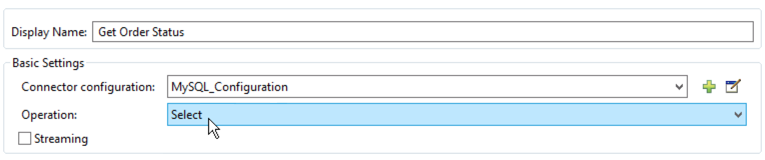 Display Name: Get Order Status
Basic Settings
Connector configuration: MySQL_Configuration
Operation: Select
Streaming